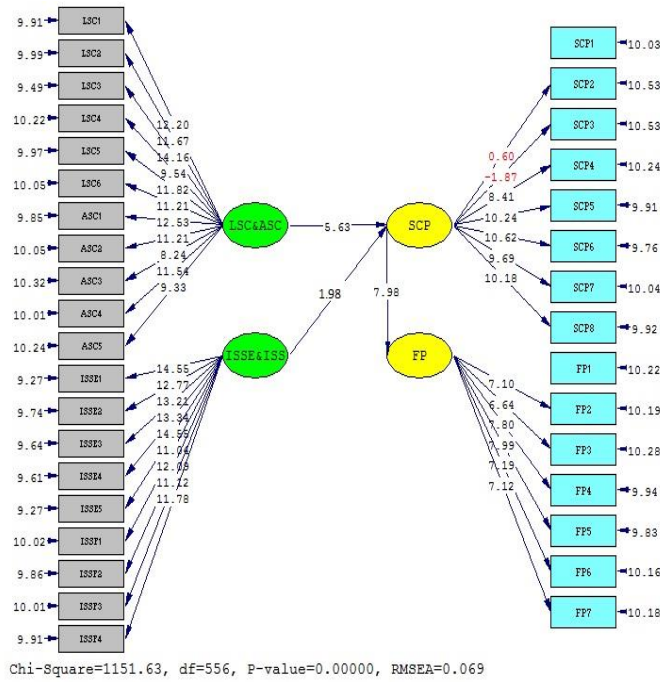 9.91 LSC1
9.99 LSC2
9.49 LSC3
10.22 LSC4
9.97 LSC5
10.05 LSC6
9.85 ASC1
10.05 ASC2
10.32 ASC3
10.01 ASC4
10.24 ASC5
9.27 ISSE1
9.74 ISSE2
9.64 ISSE3
9.61 ISSE4
9.27 ISSE5
10.02 ISSF1
9.86 ISSF2
10.01 ISSF3
9.91 ISSF4
12.20
11.67
14.16
9.54
11.82
11.21
12.53
11.21
8.24
11.54
9.33
14.55
12.77
13.21
13.34
14.55
11.04
12.09
11.12
11.78
LSC&ASC
ISSE&ISS
5.63
1.98
7.98
SCP
FP
0.60
-1.87
8.41
10.24
10.62
9.69
10.18
7.10
6.64
7.80
7.99
7.19
7.12
SCP1 10.03
SCP2 10.53
SCP3 10.53
SCP4 10.24
SCP5 9.91
SCP6 9.76
SCP7 10.04
SCP8 9.92
FP1 10.22
FP2 10.19
FP3 10.28
FP4 9.94
FP5 9.83
FP6 10.16
FP7 10.18
Chi-Square=1151.63, df=556, P-value=0.00000, RMSEA=0.069